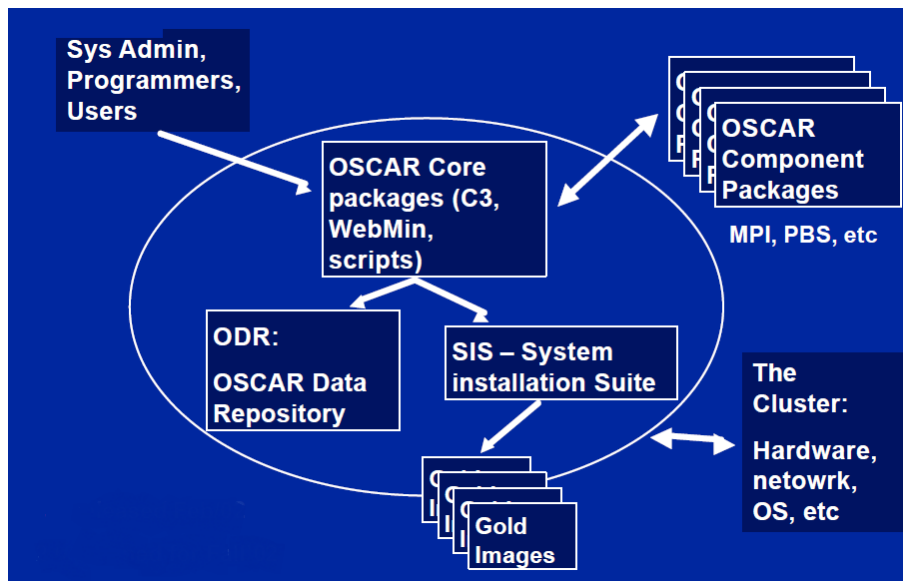 Sys Admin,
Programmers,
Users
OSCAR Core
packages (C3,
WebMin,
scripts)
OSCAR
Component
Packages
MPI, PBS, etc
ODR:
OSCAR Data
Repository
SIS – System
installation Suite
The
Cluster:
Hardware,
netowrk,
OS, etc
Gold
Images